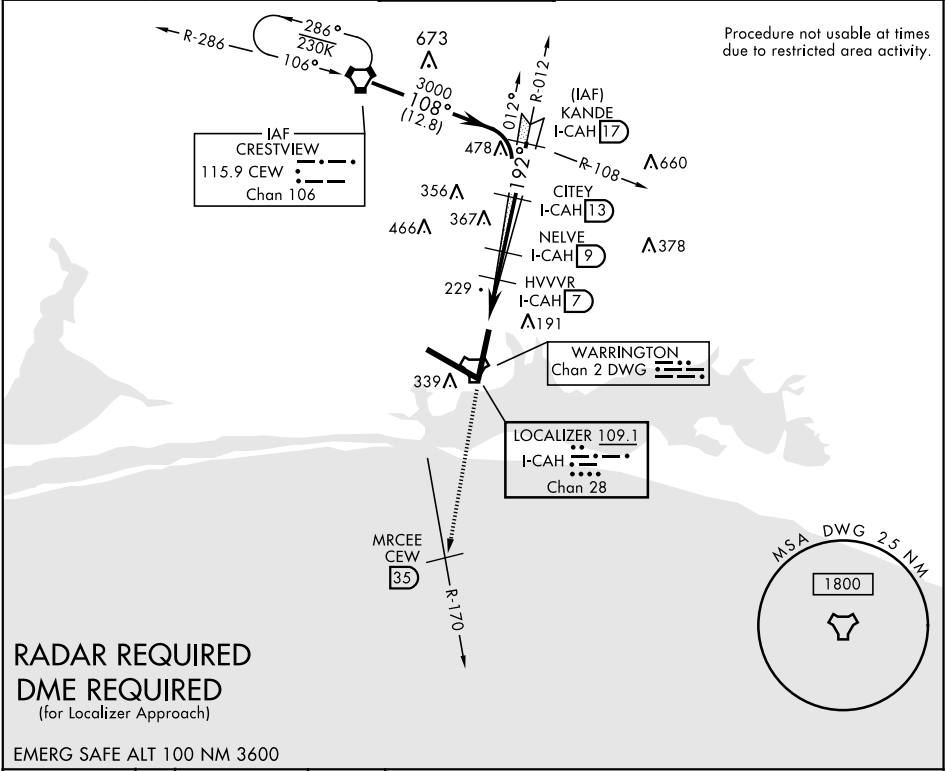 Procedure not usable at times
due to restricted area activity.
R-286
286°
230K
106°
673
3000
108°
(12.8)
012°
R-012
(IAF)
KANDE
I-CAH 17
478
192°
R-108
660
IAF
CRESTVIEW
115.9 CEW
Chan 106
356
CITEY
I-CAH 13
466
367
NELVE
I-CAH 9
378
229
HVVVR
I-CAH 7
191
WARRINGTON
Chan 2 DWG
339
LOCALIZER 109.1
I-CAH
Chan 28
MRCEE
CEW
35
R-170
MSA DWG 25 NM
1800
RADAR REQUIRED
DME REQUIRED
(for Localizer Approach)
EMERG SAFE ALT 100 NM 3600